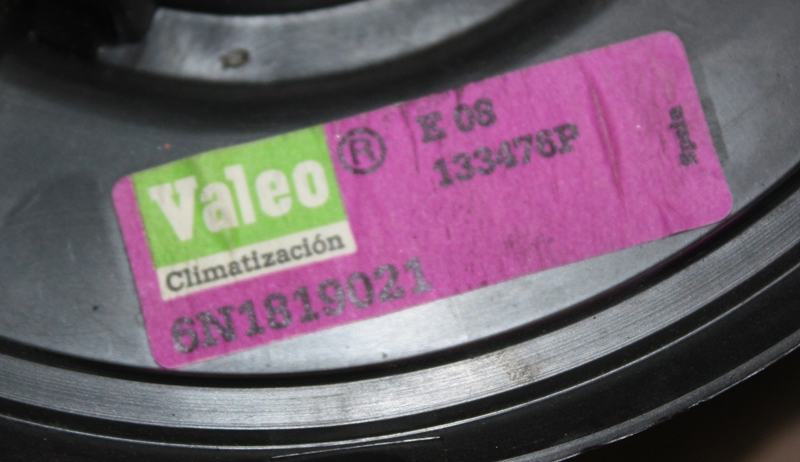 Valeo ®
Climatización
E 08
133476P
6N1819021